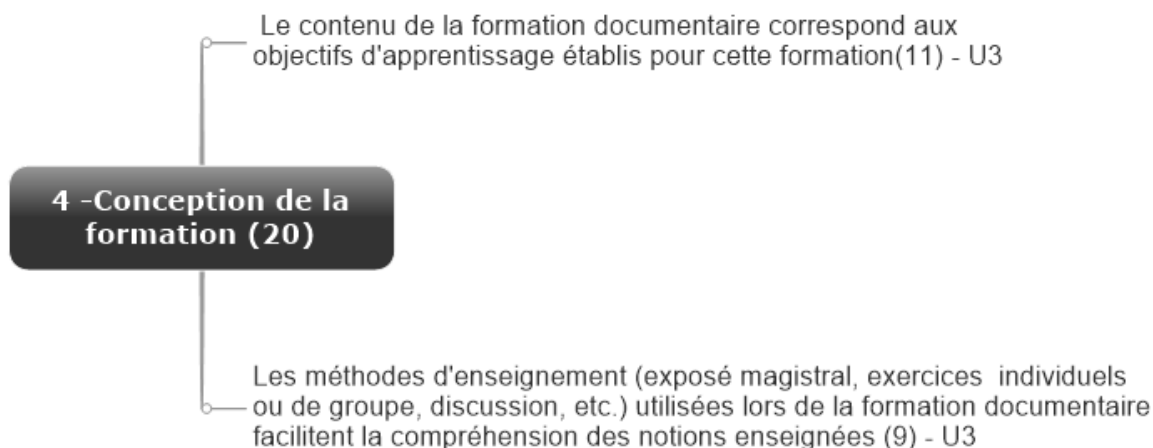 Le contenu de la formation documentaire correspond aux
objectifs d'apprentissage établis pour cette formation(11) - U3
4 -Conception de la
formation (20)
Les méthodes d'enseignement (exposé magistral, exercices  individuels
ou de groupe, discussion, etc.) utilisées lors de la formation documentaire
facilitent la compréhension des notions enseignées (9) - U3